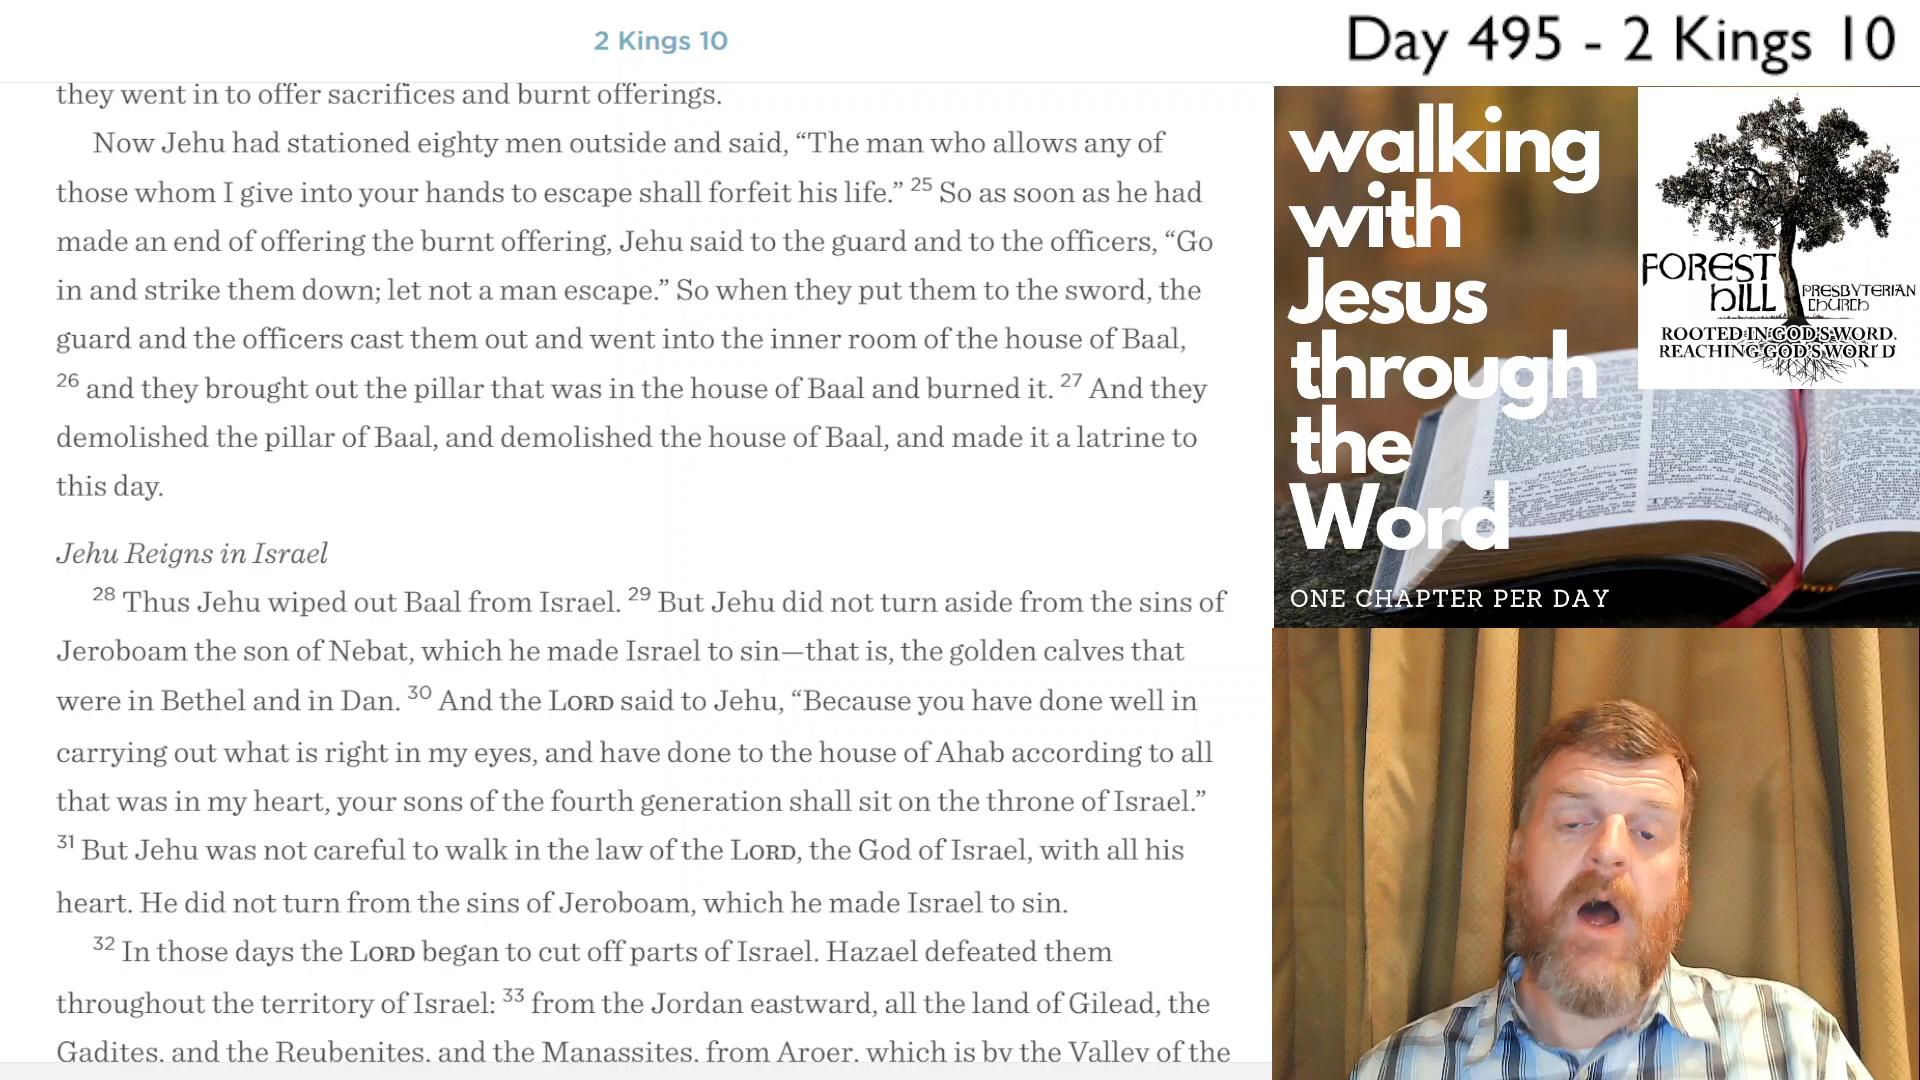 2 Kings 10
they went in to offer sacrifices and burnt offerings.
Now Jehu had stationed eighty men outside and said, “The man who allows any of
those whom I give into your hands to escape shall forfeit his life.” 25 So as soon as he had
made an end of offering the burnt offering, Jehu said to the guard and to the officers, “Go
in and strike them down; let not a man escape.” So when they put them to the sword, the
guard and the officers cast them out and went into the inner room of the house of Baal,
26 and they brought out the pillar that was in the house of Baal and burned it. 27 And they
demolished the pillar of Baal, and demolished the house of Baal, and made it a latrine to
this day.
Jehu Reigns in Israel
28 Thus Jehu wiped out Baal from Israel. 29 But Jehu did not turn aside from the sins of
Jeroboam the son of Nebat, which he made Israel to sin—that is, the golden calves that
were in Bethel and in Dan. 30 And the LORD said to Jehu, “Because you have done well in
carrying out what is right in my eyes, and have done to the house of Ahab according to all
that was in my heart, your sons of the fourth generation shall sit on the throne of Israel.”
31 But Jehu was not careful to walk in the law of the LORD, the God of Israel, with all his
heart. He did not turn from the sins of Jeroboam, which he made Israel to sin.
32 In those days the LORD began to cut off parts of Israel. Hazael defeated them
throughout the territory of Israel: 33 from the Jordan eastward, all the land of Gilead, the
Gadites, and the Reubenites, and the Manassites, from Aroer, which is by the Valley of the
Day 495 - 2 Kings 10
walking
with
Jesus
through
the
Word
ONE CHAPTER PER DAY
FOREST
HILL
PRESBYTERIAN
CHURCH
ROOTED IN GOD'S WORD.
REACHING GOD'S WORLD